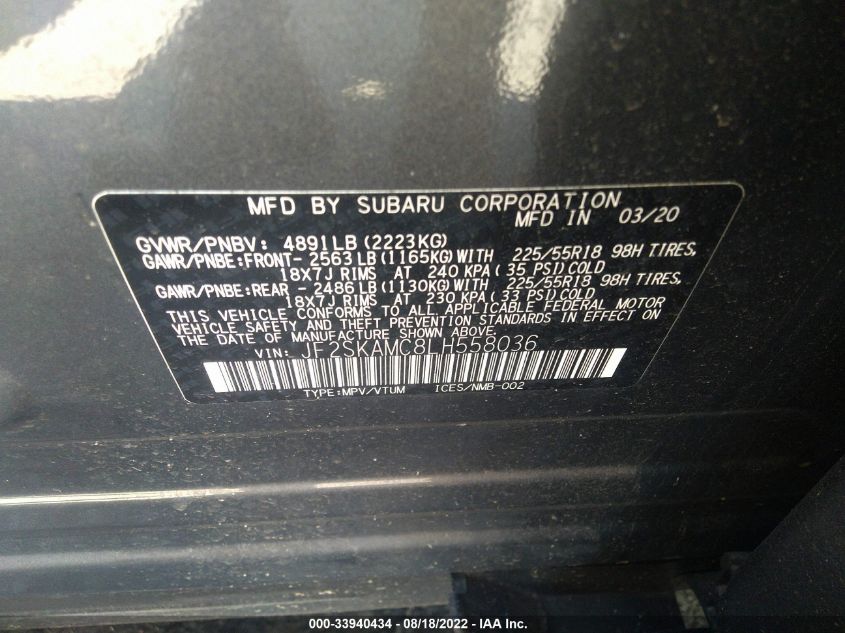 MFD BY SUBARU CORPORATION
MFD IN 03/20
GVWR/PNBV: 4891LB (2223KG)
GAWR/PNBE:FRONT- 2563LB (1165KG) WITH 225/55R18 98H TIRES,
18X7J RIMS AT 240 KPA ( 35 PSI) COLD
GAWR/PNBE:REAR - 2486LB (1130KG) WITH 225/55R18 98H TIRES,
18X7J RIMS AT 230 KPA ( 33 PSI) COLD.
THIS VEHICLE CONFORMS TO ALL APPLICABLE FEDERAL MOTOR
VEHICLE SAFETY AND THEFT PREVENTION STANDARDS IN EFFECT ON
THE DATE OF MANUFACTURE SHOWN ABOVE.
VIN: JF2SKAMC8LH558036
TYPE:MPV/VTUM ICES/NMB-002
000-33940434 - 08/18/2022 - IAA Inc.